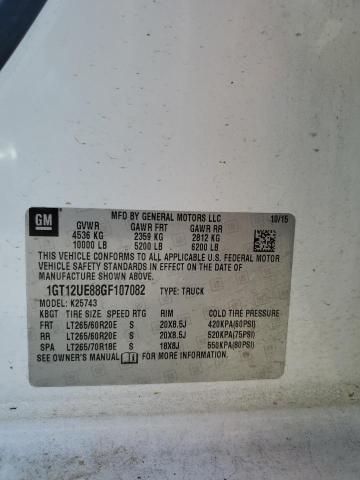 GM
MFD BY GENERAL MOTORS LLC 10/15
GVWR GAWR FRT GAWR RR
4536 KG 2359 KG 2812 KG
10000 LB 5200 LB 6200 LB
THIS VEHICLE CONFORMS TO ALL APPLICABLE U.S. FEDERAL MOTOR
VEHICLE SAFETY STANDARDS IN EFFECT ON THE DATE OF
MANUFACTURE SHOWN ABOVE.
1GT12UE88GF107082 TYPE: TRUCK
MODEL: K25743
KBGT TIRE SIZE SPEED RTG RIM COLD TIRE PRESSURE
FRT LT265/60R20E S 20X8.5J 420KPA(60PSI)
RR LT265/60R20E S 20X8.5J 520KPA(75PSI)
SPA LT265/70R18E S 18X8J 550KPA(80PSI)
SEE OWNER'S MANUAL FOR MORE INFORMATION.